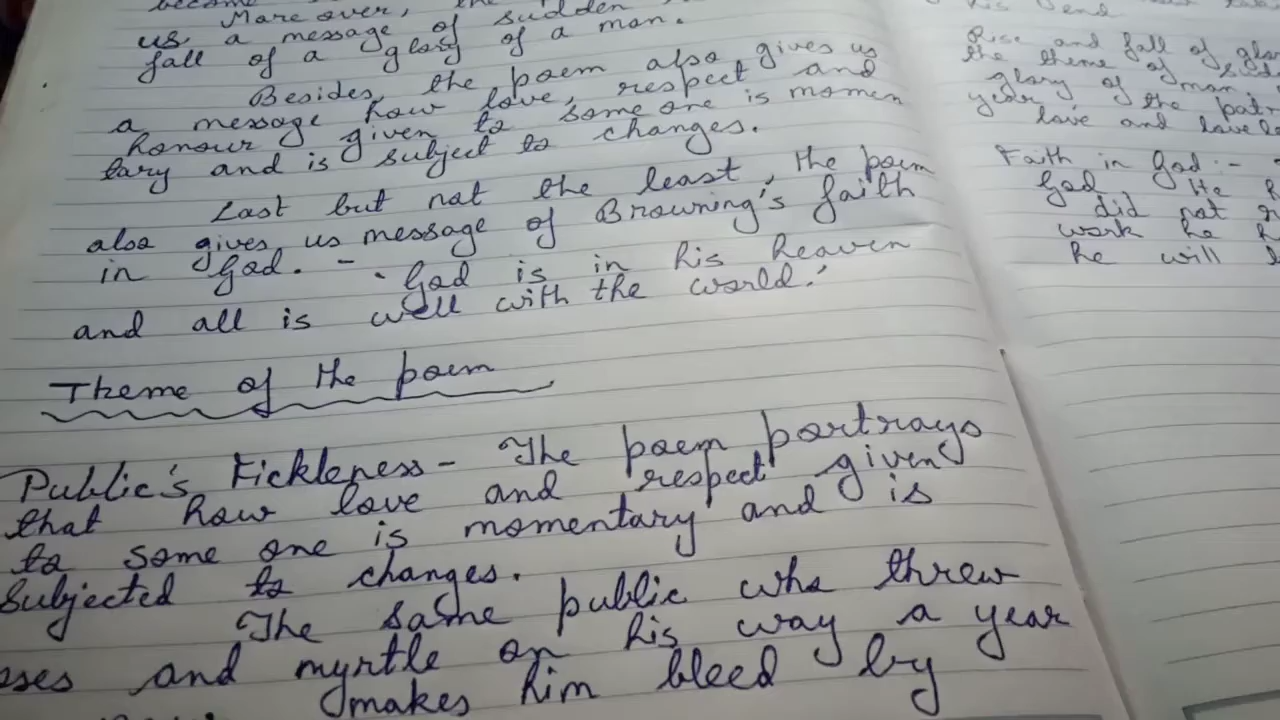 More over, the
us a message of sudden
fall of a glory of a man.
Besides, the poem also gives us
a message how love, respect and
honour given to some one is momen
tary and is subject to changes.
Last but not the least, the poem
also gives us message of Browning's faith
in God. - "God is in his heaven
and all is well with the world."
Theme of the poem
Public's Fickleness - The poem portrays
that how love and respect given
to some one is momentary and is
subjected to changes.
The same public who threw
and myrtle on his way a year
makes him bleed by
Rise and fall of
the theme of
glory of man.
year of the
love and
Faith in God :-
God. He
did not
work he
he will